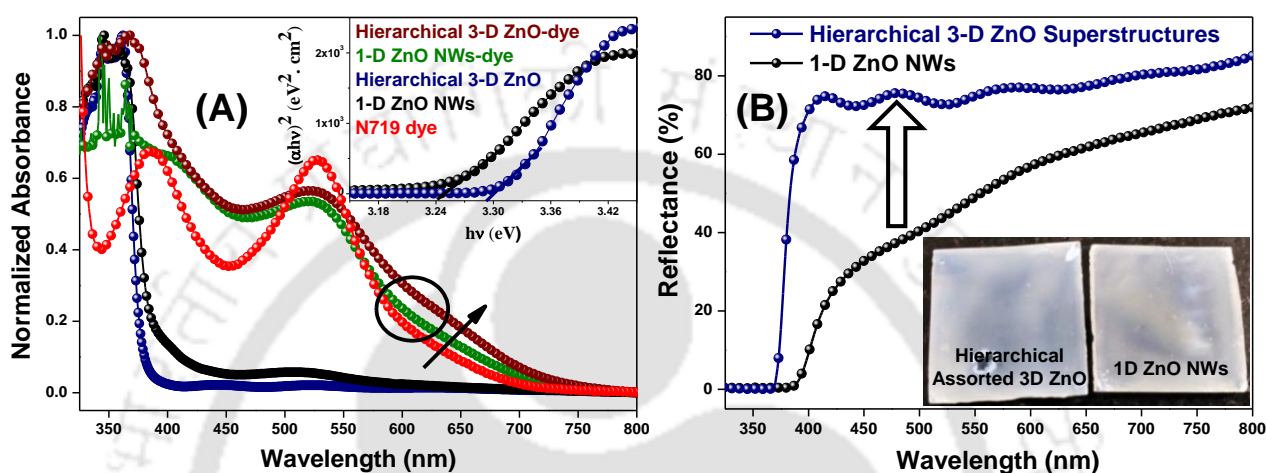 (A)
Hierarchical 3-D ZnO-dye
1-D ZnO NWs-dye
Hierarchical 3-D ZnO
1-D ZnO NWs
N719 dye
(αhν)² (eV². cm²)
2x10³
1x10³
0
3.18 3.24 3.30 3.36 3.42
hν (eV)
Normalized Absorbance
1.0
0.8
0.6
0.4
0.2
0.0
350 400 450 500 550 600 650 700 750 800
Wavelength (nm)
(B)
Hierarchical 3-D ZnO Superstructures
1-D ZnO NWs
Reflectance (%)
80
60
40
20
0
Hierarchical
Assorted 3D ZnO
1D ZnO NWs
350 400 450 500 550 600 650 700 750 800
Wavelength (nm)